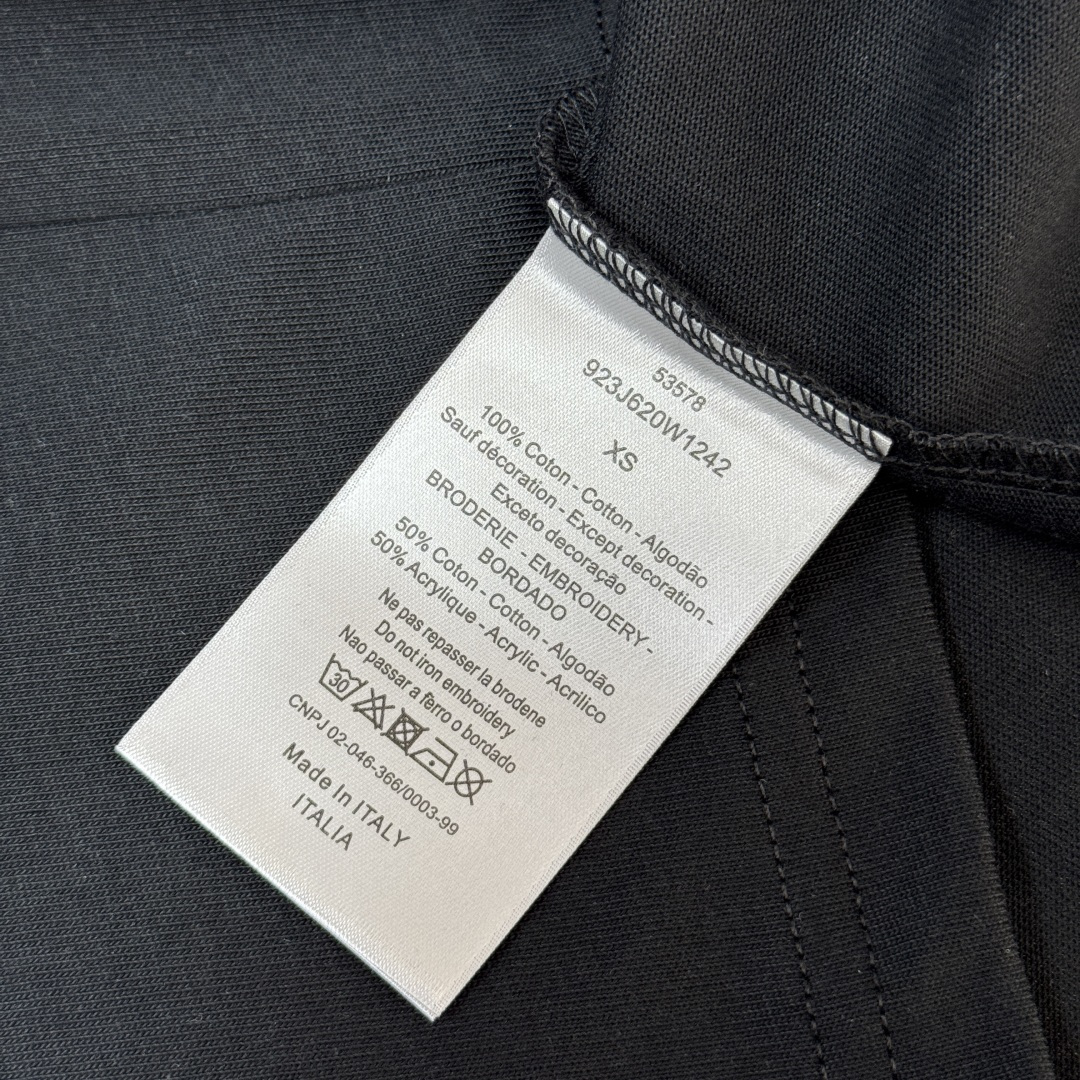 53578
923J620W1242
XS
100% Coton - Cotton - Algodão
Sauf décoration - Except decoration -
Exceto decoração
BRODERIE - EMBROIDERY -
BORDADO
50% Coton - Cotton - Algodão
50% Acrylique - Acrylic - Acrilico
Ne pas repasser la brodene
Do not iron embroidery
Nao passar a fèrro o bordado
30
CNPJ 02-046-366/0003-99
Made In ITALY
ITALIA